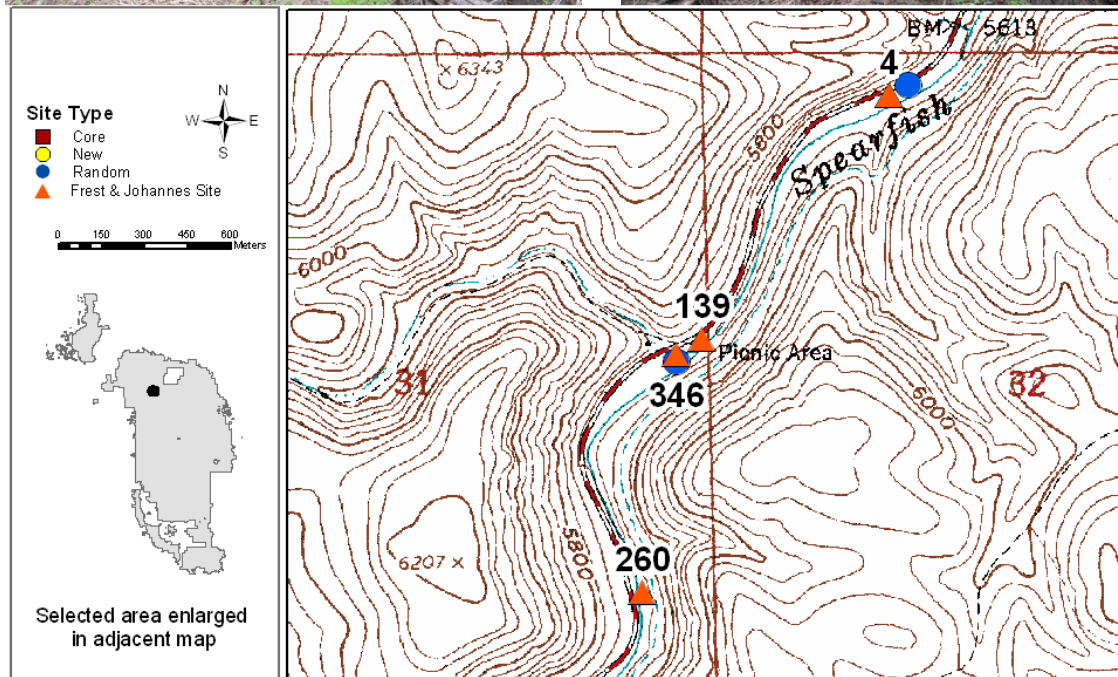 Site Type
Core
New
Random
Frest & Johannes Site
N
W E
S
0 150 300 450 600
Meters
Selected area enlarged
in adjacent map
BM × 5613
× 6343
4
5800
Spearfish
6000
139
Picnic Area
31
346
32
6000
6207 ×
5800
260